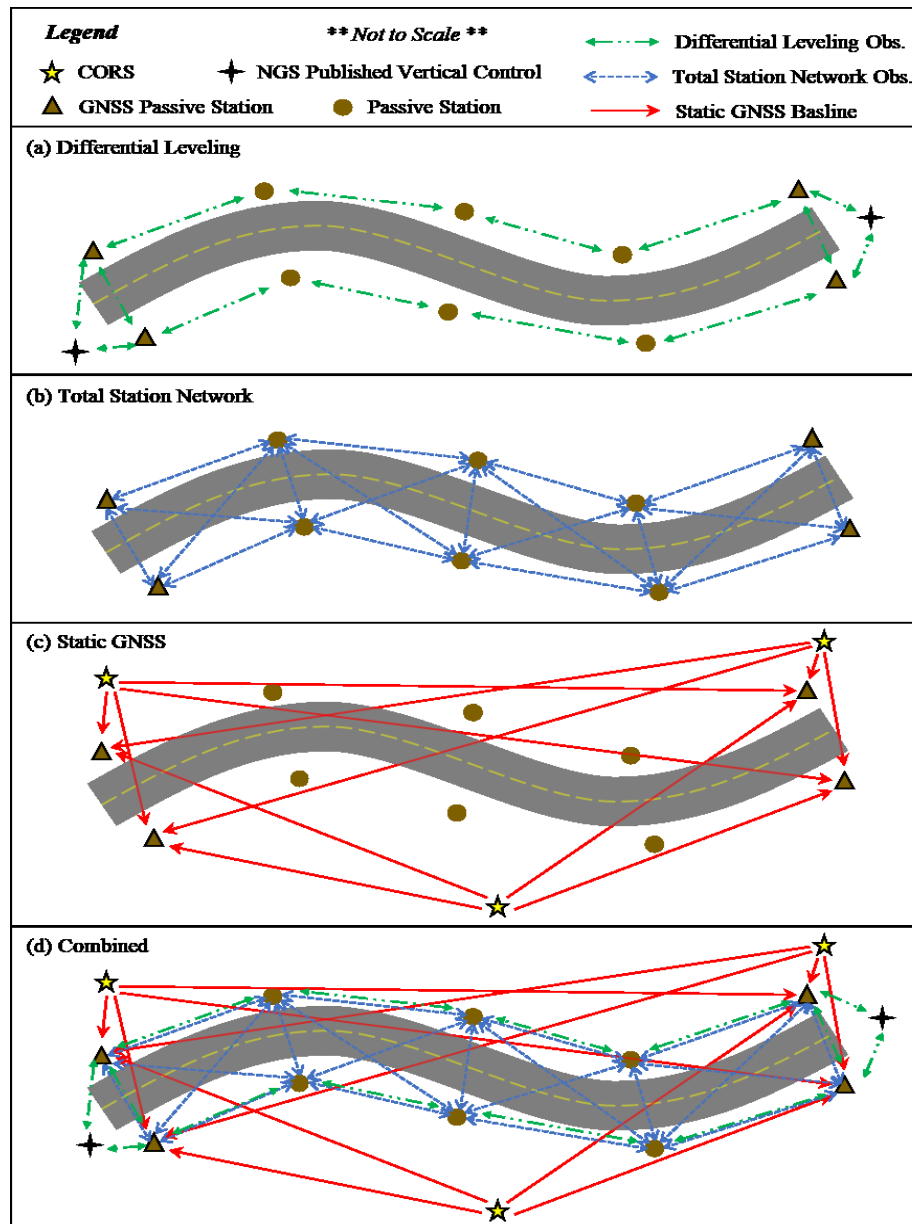 Legend
** Not to Scale **
Differential Leveling Obs.
CORS
NGS Published Vertical Control
Total Station Network Obs.
GNSS Passive Station
Passive Station
Static GNSS Basline
(a) Differential Leveling
(b) Total Station Network
(c) Static GNSS
(d) Combined